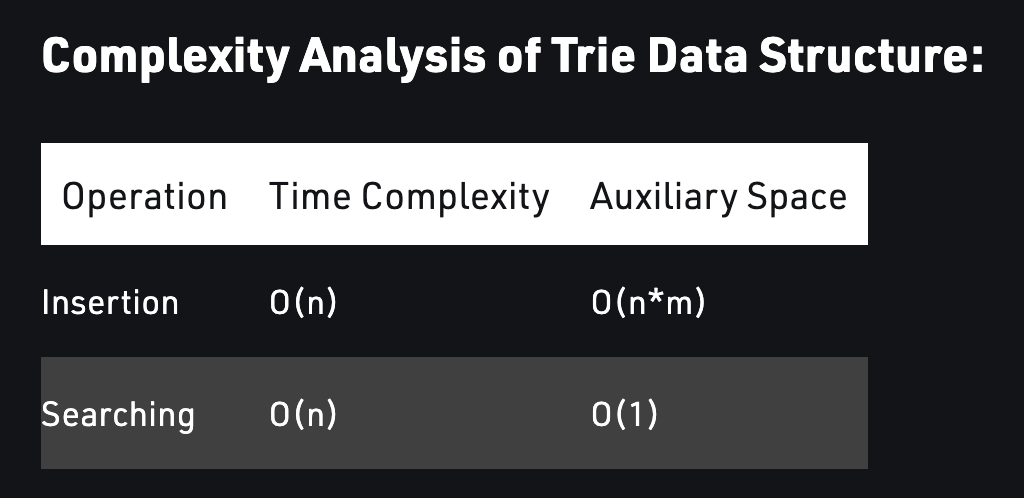 Complexity Analysis of Trie Data Structure:
Operation Time Complexity Auxiliary Space
Insertion O(n) O(n*m)
Searching O(n) O(1)